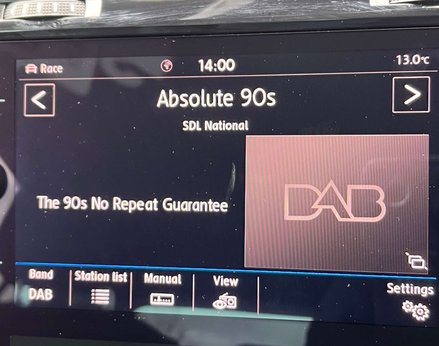 Race 14:00 13.0°C
Absolute 90s
SDL National
The 90s No Repeat Guarantee
DAB
Band Station list Manual View Settings
DAB